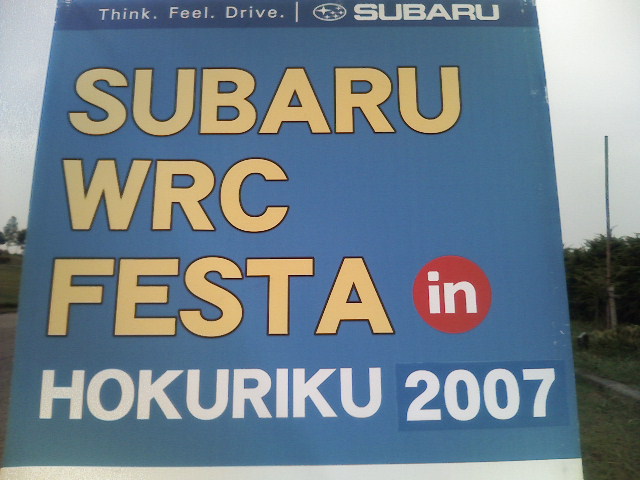 Think. Feel. Drive. | SUBARU
SUBARU
WRC
FESTA in
HOKURIKU 2007